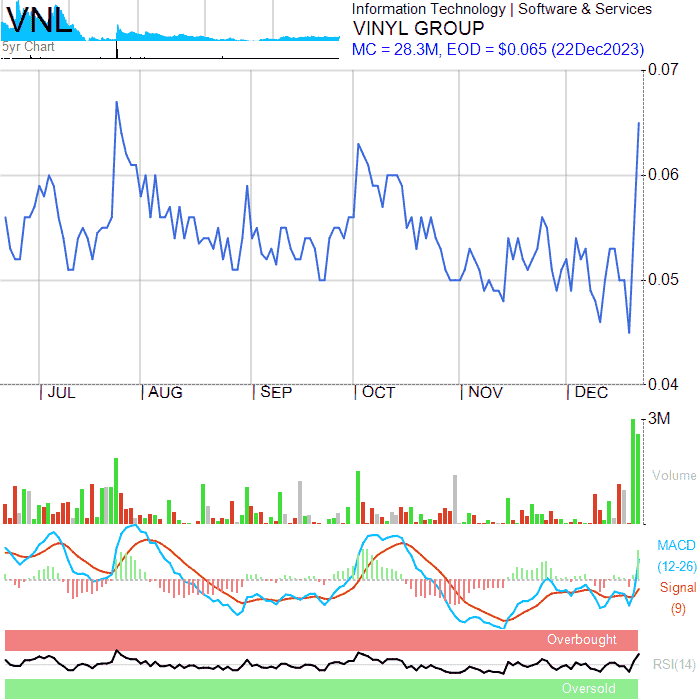 VNL
Information Technology | Software & Services
VINYL GROUP
5yr Chart
MC = 28.3M, EOD = $0.065 (22Dec2023)
0.07
0.06
0.05
0.04
JUL AUG SEP OCT NOV DEC
3M
Volume
MACD
(12-26)
Signal
(9)
Overbought
RSI(14)
Oversold